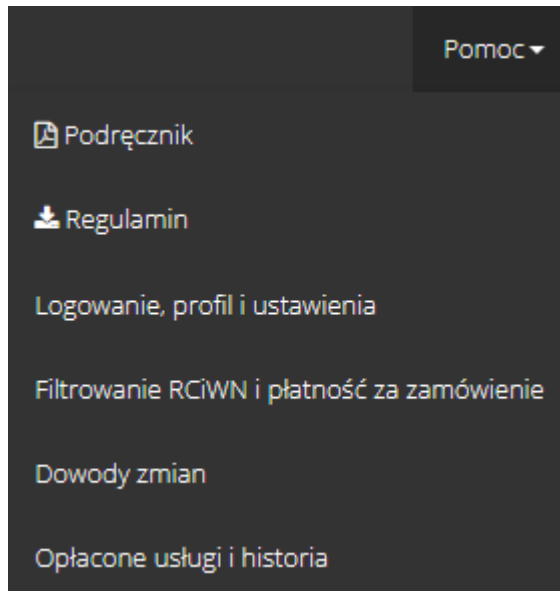 Pomoc
Podręcznik
Regulamin
Logowanie, profil i ustawienia
Filtrowanie RCiWN i płatność za zamówienie
Dowody zmian
Opłacone usługi i historia